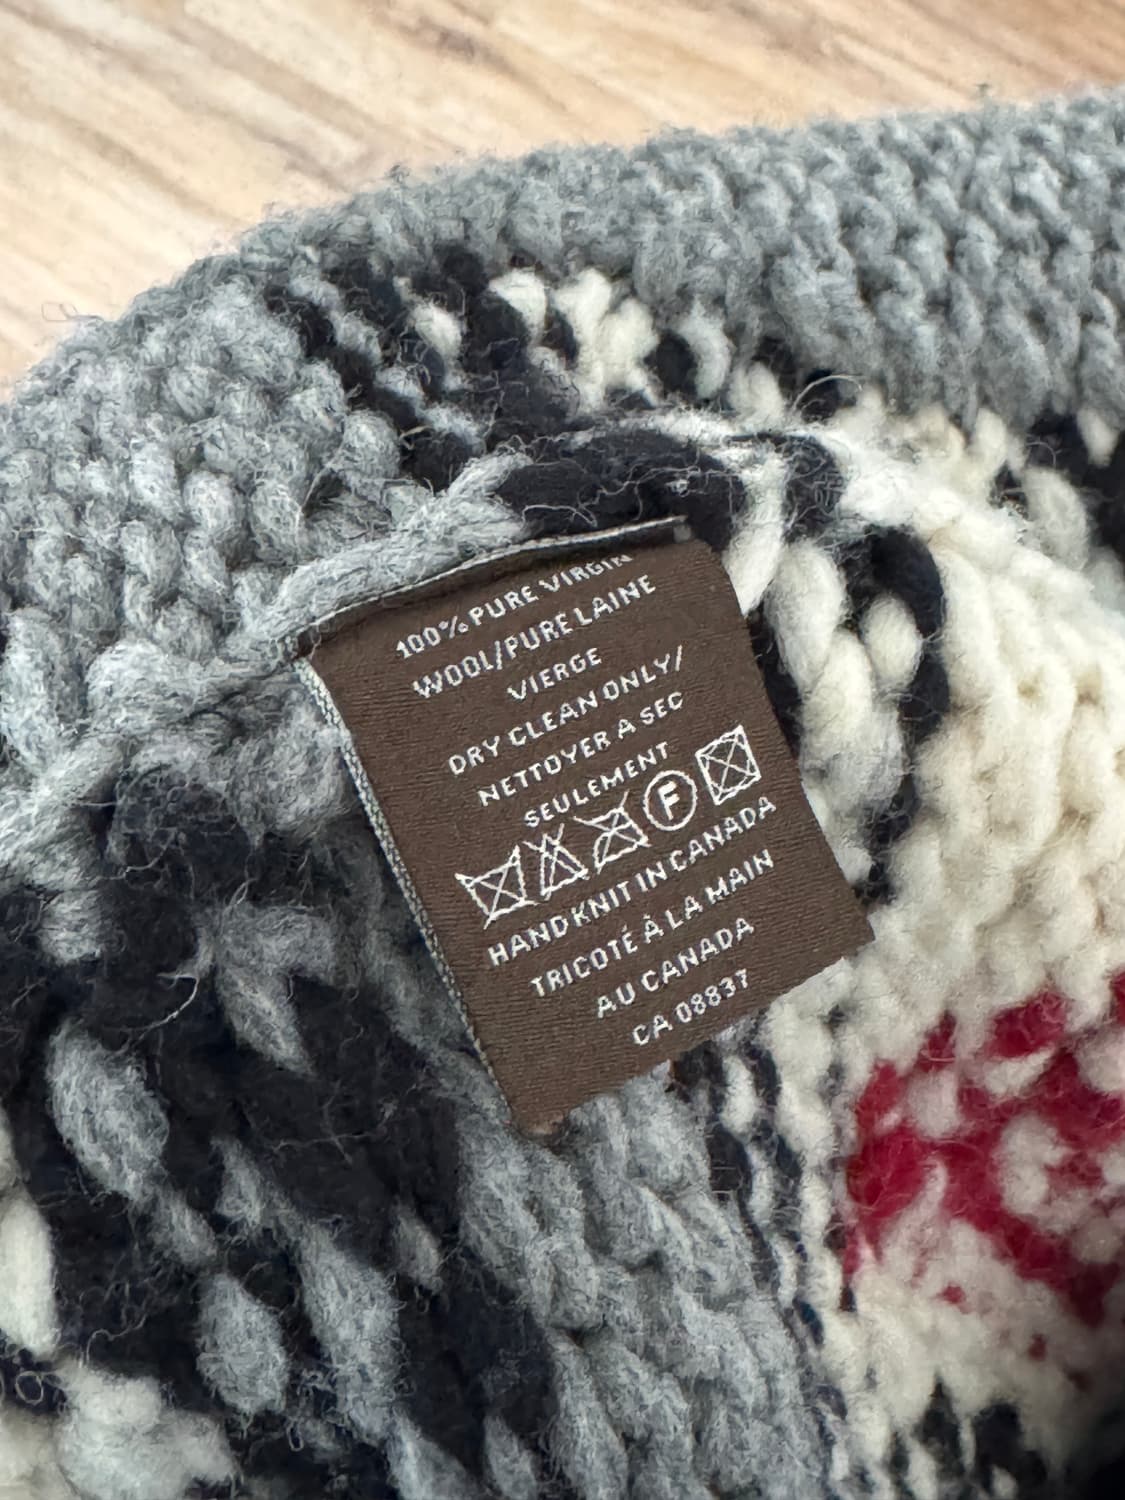 100% PURE VIRGIN
WOOL/PURE LAINE
VIERGE
DRY CLEAN ONLY/
NETTOYER A SEC
SEULEMENT
F
HANDKNIT IN CANADA
TRICOTÉ À LA MAIN
AU CANADA
CA 08837